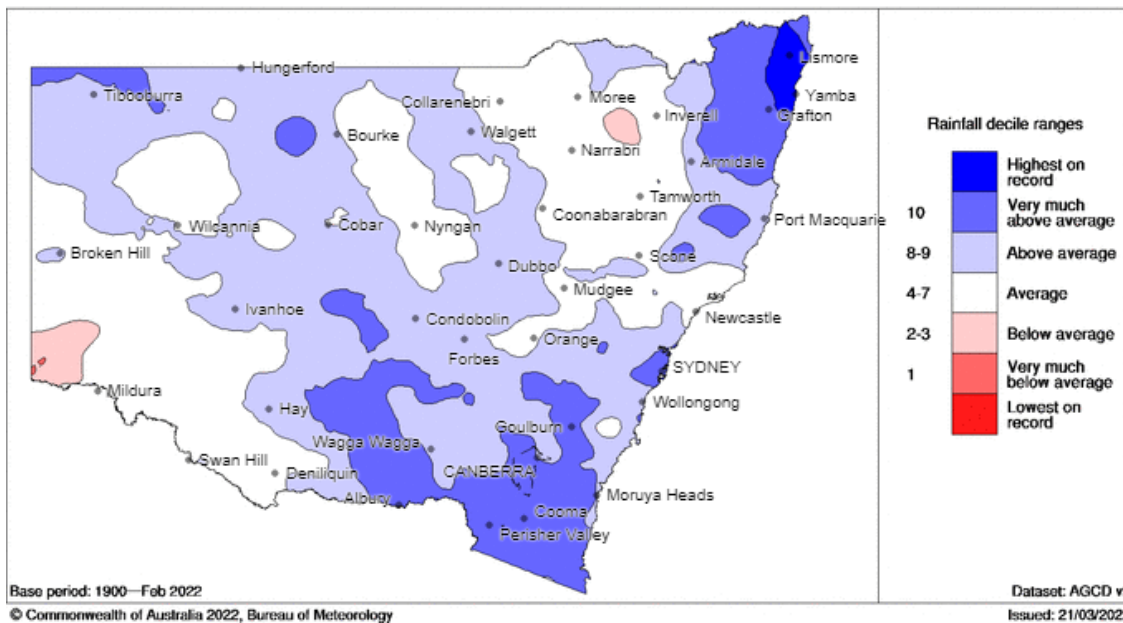 Hungerford
Lismore
Tibooburra
Collarenebri
Moree
Yamba
Inverell
Grafton
Bourke
Walgett
Narrabri
Armidale
Tamworth
Coonabarabran
Port Macquarie
Wilcannia
Cobar
Nyngan
Broken Hill
Dubbo
Scone
Mudgee
Ivanhoe
Condobolin
Newcastle
Orange
Forbes
SYDNEY
Mildura
Hay
Wollongong
Goulburn
Wagga Wagga
Swan Hill
Deniliquin
CANBERRA
Albury
Moruya Heads
Cooma
Perisher Valley
Rainfall decile ranges
Highest on
record
10
Very much
above average
8-9
Above average
4-7
Average
2-3
Below average
1
Very much
below average
Lowest on
record
Base period: 1900—Feb 2022
Dataset: AGCD v
© Commonwealth of Australia 2022, Bureau of Meteorology
Issued: 21/03/202